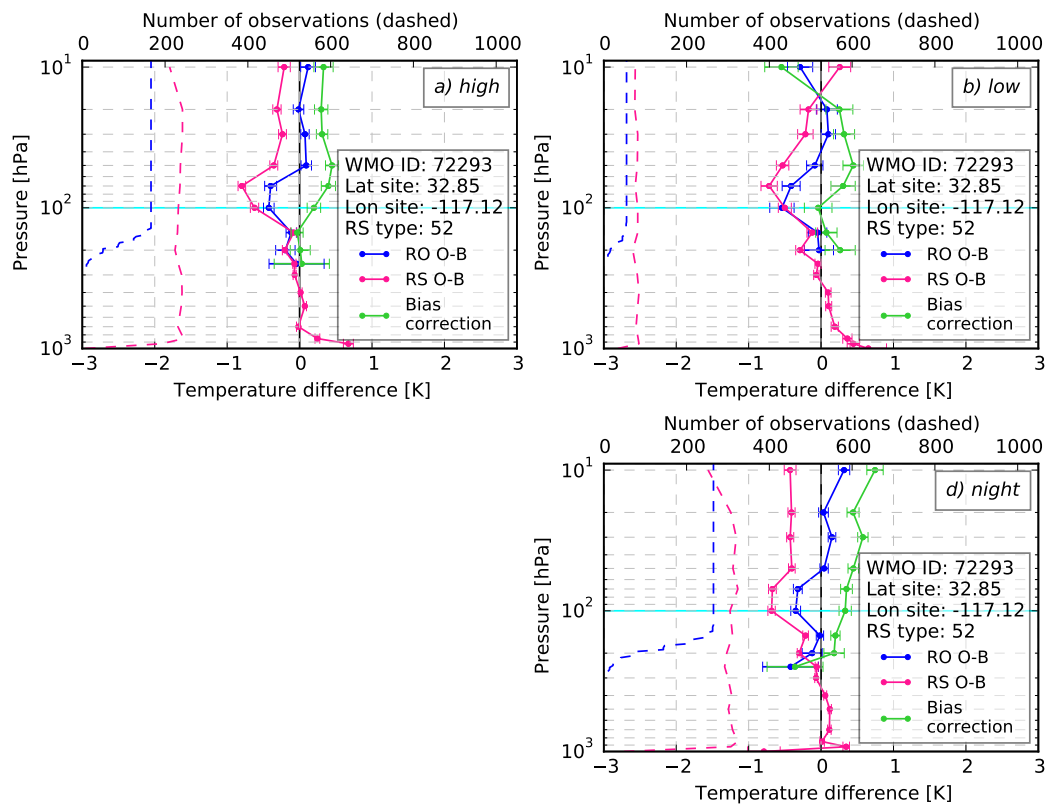 Number of observations (dashed)
0 200 400 600 800 1000
10¹
10²
10³
Pressure [hPa]
a) high
WMO ID: 72293
Lat site: 32.85
Lon site: -117.12
RS type: 52
RO O-B
RS O-B
Bias
correction
−3 −2 −1 0 1 2 3
Temperature difference [K]
Number of observations (dashed)
0 200 400 600 800 1000
10¹
10²
10³
Pressure [hPa]
b) low
WMO ID: 72293
Lat site: 32.85
Lon site: -117.12
RS type: 52
RO O-B
RS O-B
Bias
correction
−3 −2 −1 0 1 2 3
Temperature difference [K]
Number of observations (dashed)
0 200 400 600 800 1000
10¹
10²
10³
Pressure [hPa]
d) night
WMO ID: 72293
Lat site: 32.85
Lon site: -117.12
RS type: 52
RO O-B
RS O-B
Bias
correction
−3 −2 −1 0 1 2 3
Temperature difference [K]